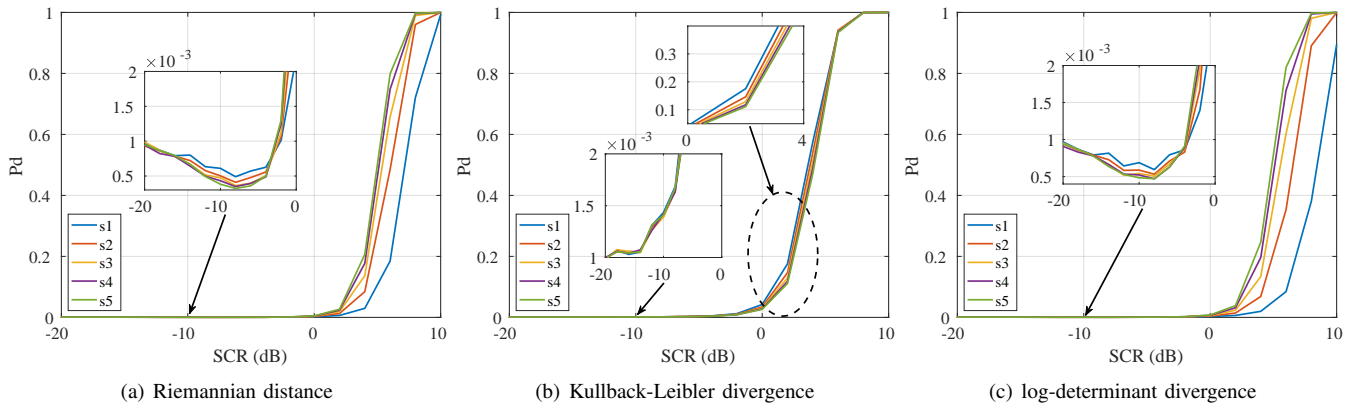 1
0.8
0.6
0.4
0.2
0
-20
-10
0
10
Pd
SCR (dB)
×10⁻³
2
1.5
1
0.5
-20
-10
0
s1
s2
s3
s4
s5
(a) Riemannian distance
1
0.8
0.6
0.4
0.2
0
-20
-10
0
10
Pd
SCR (dB)
0.3
0.2
0.1
0
4
×10⁻³
2
1.5
1
-20
-10
0
s1
s2
s3
s4
s5
(b) Kullback-Leibler divergence
1
0.8
0.6
0.4
0.2
0
-20
-10
0
10
Pd
SCR (dB)
×10⁻³
2
1.5
1
0.5
-20
-10
0
s1
s2
s3
s4
s5
(c) log-determinant divergence